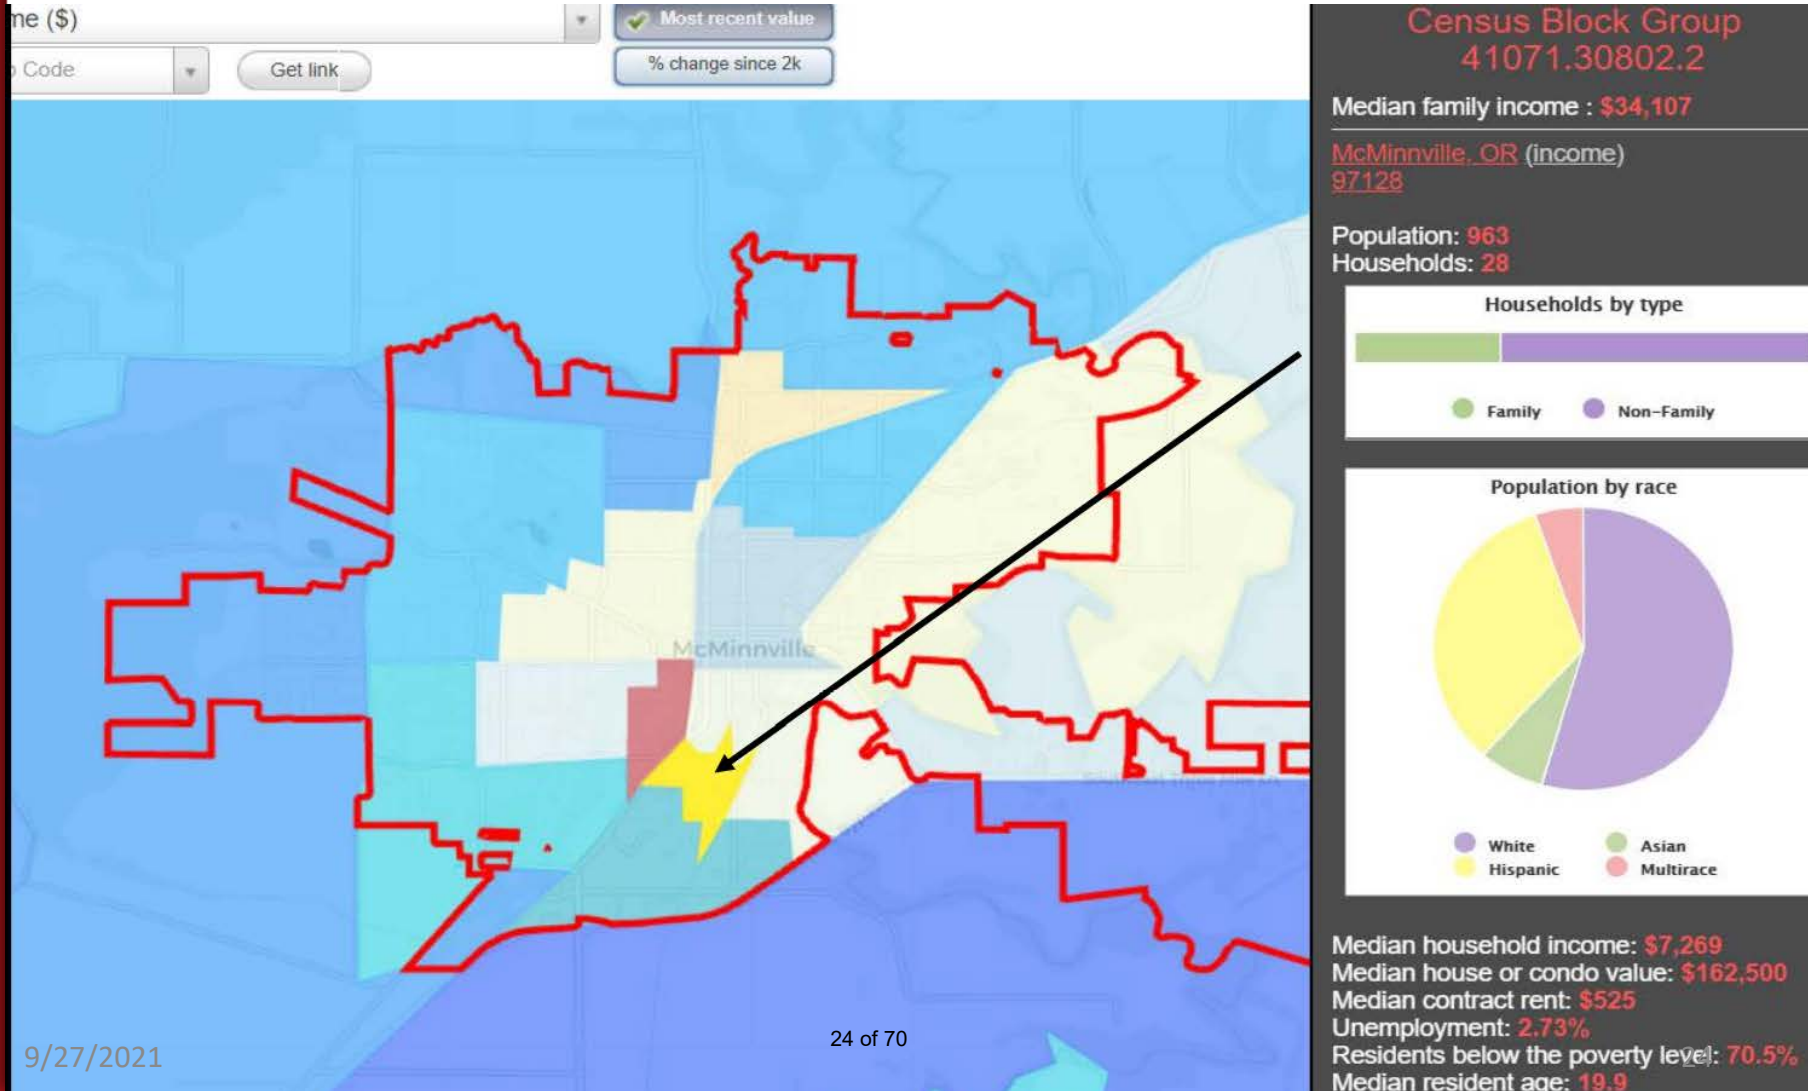 me ($)
Most recent value
Code
Get link
% change since 2k
McMinnville
9/27/2021
24 of 70
Census Block Group
41071.30802.2
Median family income : $34,107
McMinnville, OR (income)
97128
Population: 963
Households: 28
Households by type
Family Non-Family
Population by race
White Asian
Hispanic Multirace
Median household income: $7,269
Median house or condo value: $162,500
Median contract rent: $525
Unemployment: 2.73%
Residents below the poverty level: 70.5%
24
Median resident age: 19.9